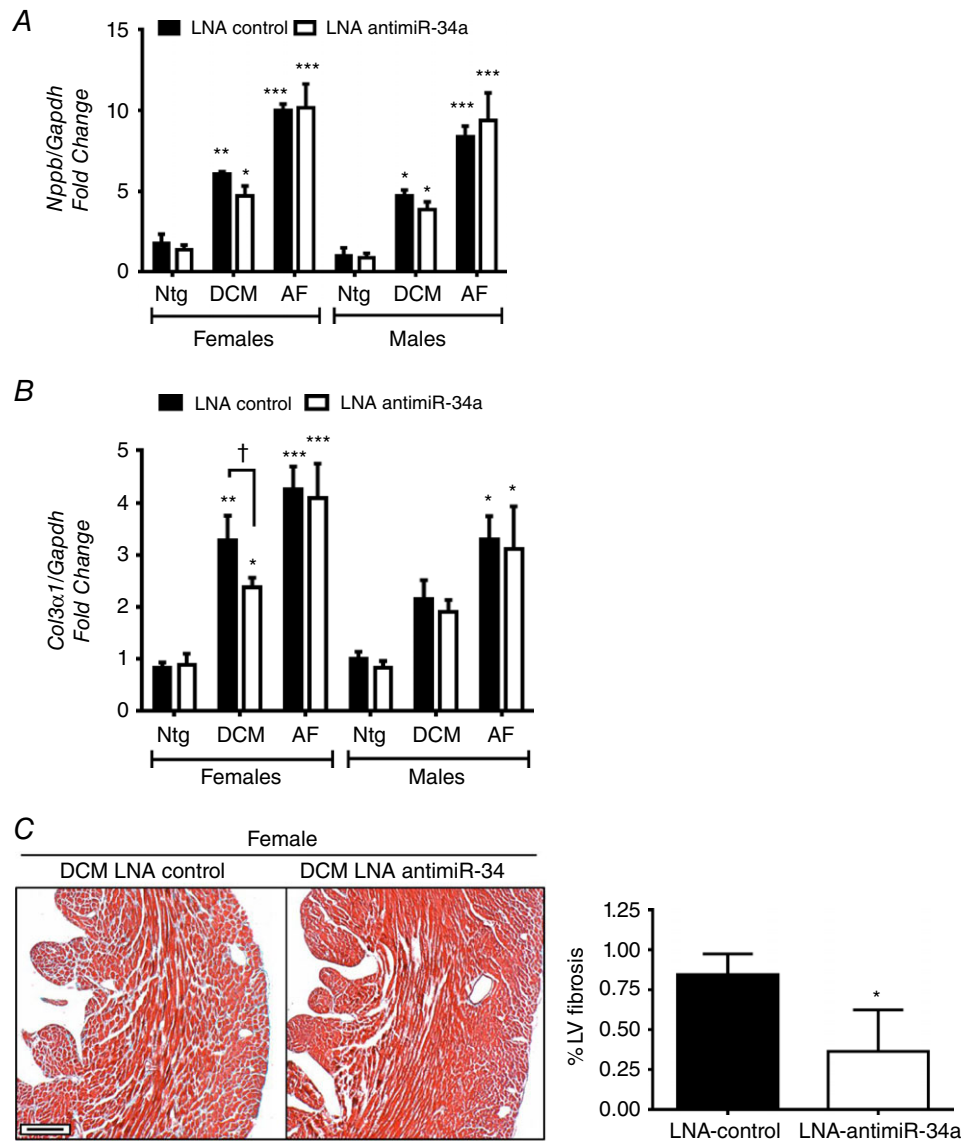 A
LNA control LNA antimiR-34a
Nppb/Gapdh
Fold Change
15
10
5
0
** * *** *** * * *** ***
Ntg DCM AF Ntg DCM AF
Females Males
B
LNA control LNA antimiR-34a
Col3α1/Gapdh
Fold Change
5
4
3
2
1
0
** † * *** *** * *
Ntg DCM AF Ntg DCM AF
Females Males
C
Female
DCM LNA control DCM LNA antimiR-34
% LV fibrosis
1.25
1.00
0.75
0.50
0.25
0.00
*
LNA-control LNA-antimiR-34a